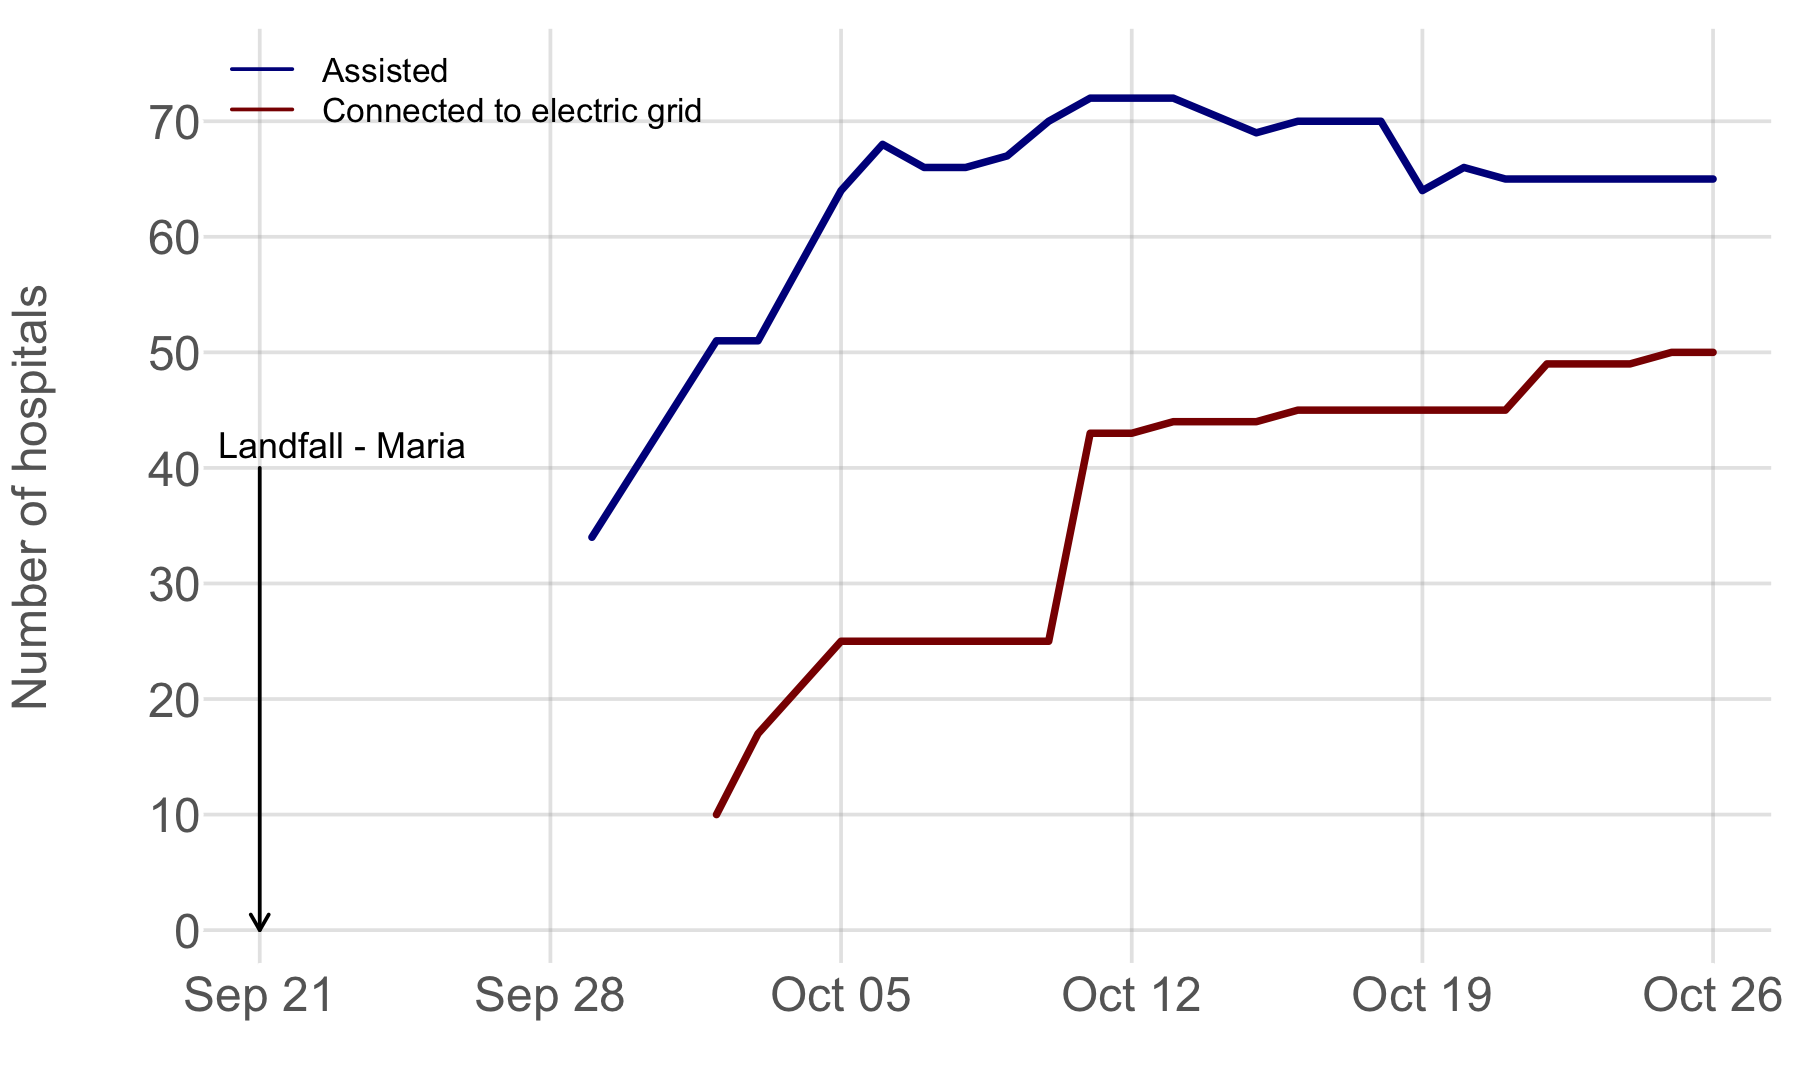 Assisted
Connected to electric grid
70
60
50
40
30
20
10
0
Number of hospitals
Landfall - Maria
Sep 21
Sep 28
Oct 05
Oct 12
Oct 19
Oct 26